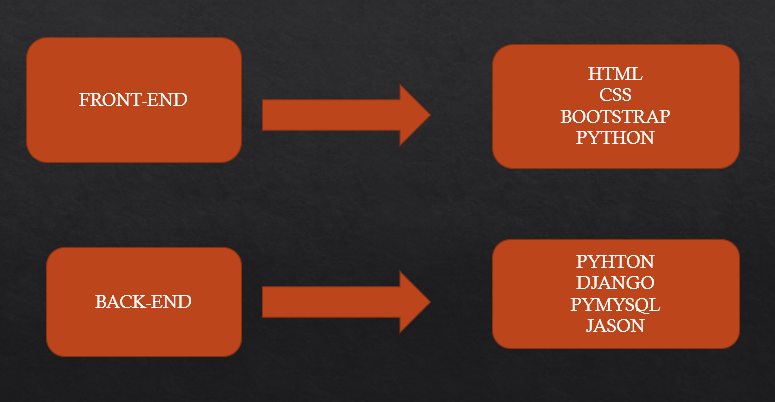 FRONT-END
HTML
CSS
BOOTSTRAP
PYTHON
BACK-END
PYHTON
DJANGO
PYMYSQL
JASON